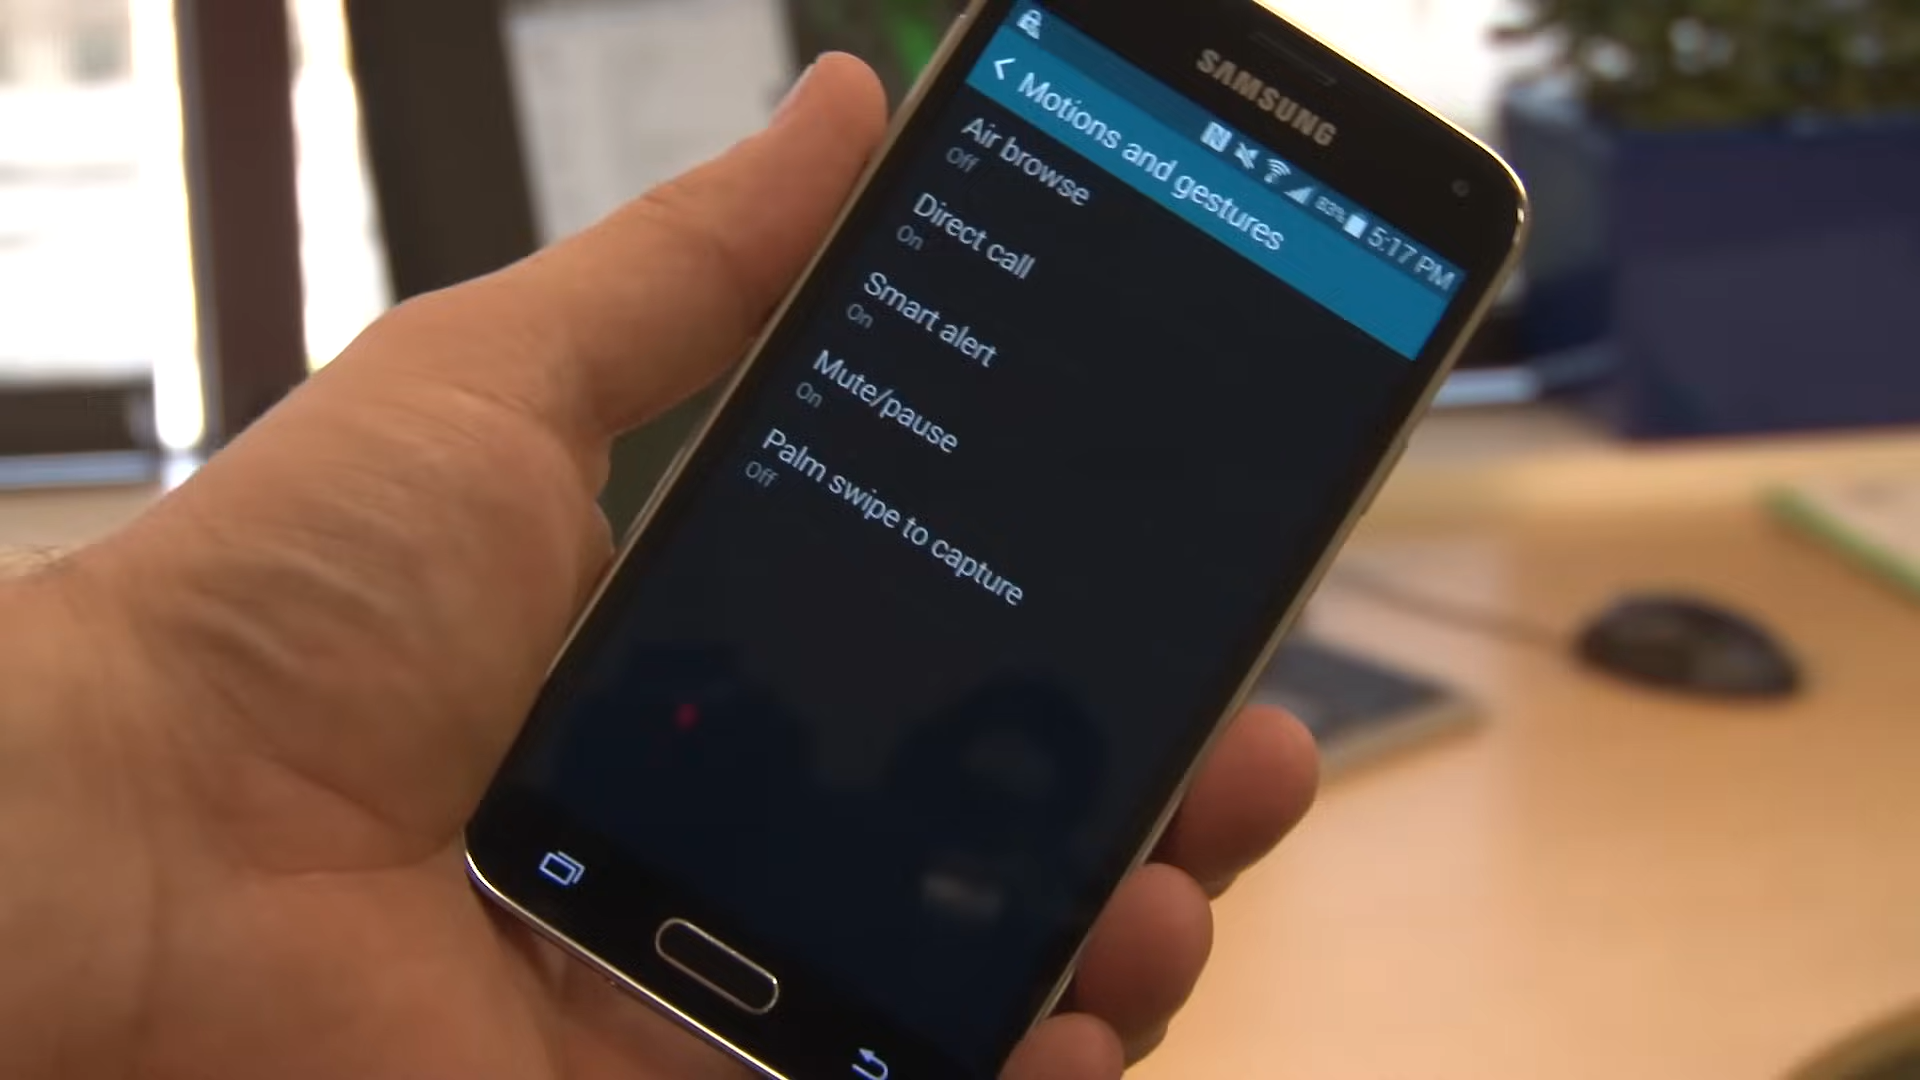 SAMSUNG
83% 5:17 PM
Motions and gestures
Air browse
Off
Direct call
On
Smart alert
On
Mute/pause
On
Palm swipe to capture
Off